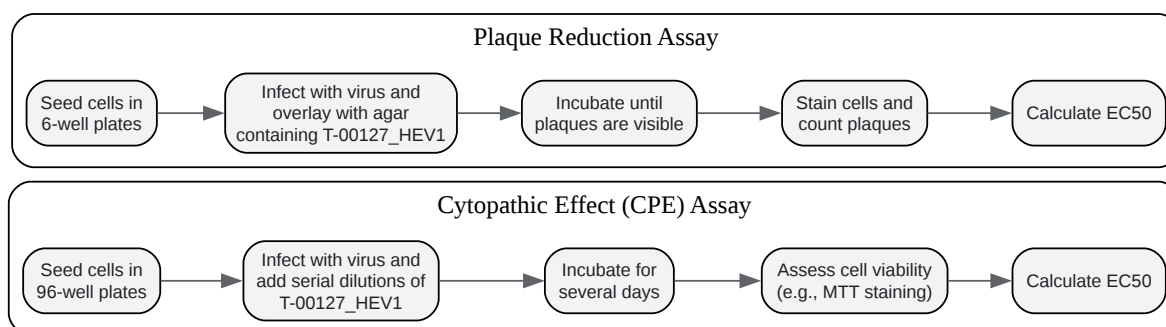 Plaque Reduction Assay
Seed cells in
6-well plates
Infect with virus and
overlay with agar
containing T-00127_HEV1
Incubate until
plaques are visible
Stain cells and
count plaques
Calculate EC50
Cytopathic Effect (CPE) Assay
Seed cells in
96-well plates
Infect with virus and
add serial dilutions of
T-00127_HEV1
Incubate for
several days
Assess cell viability
(e.g., MTT staining)
Calculate EC50